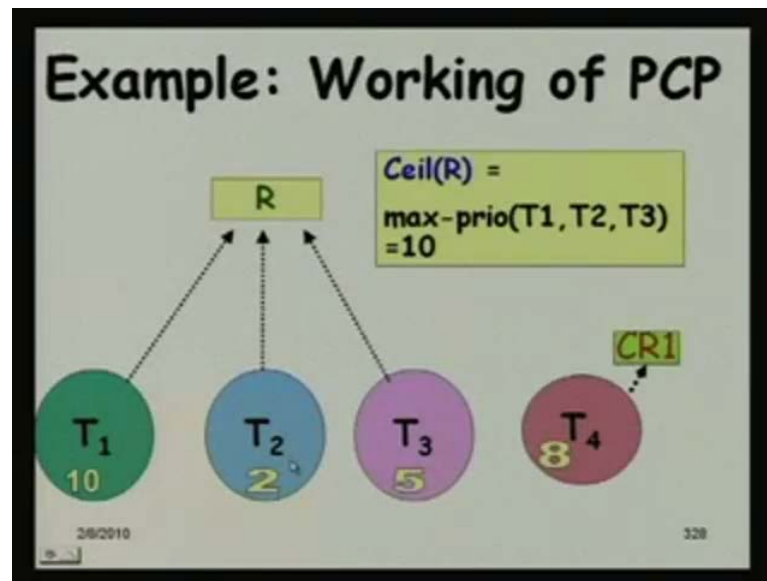 Example: Working of PCP
R
Ceil(R) =
max-prio(T1,T2,T3)
=10
CR1
T1
10
T2
2
T3
5
T4
8
2/8/2010
328